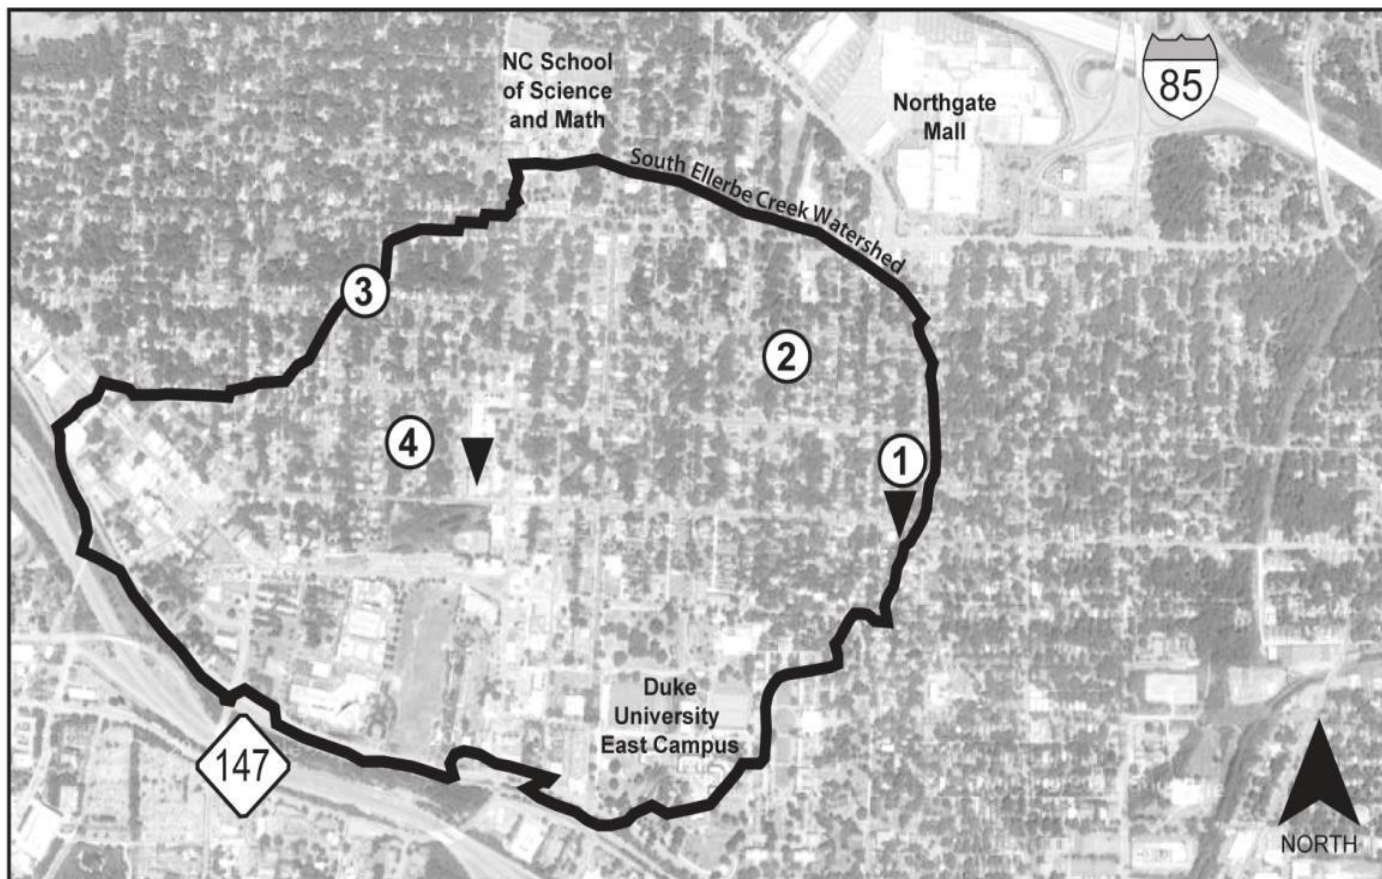 NC School
of Science
and Math
Northgate
Mall
85
South Ellerbe Creek Watershed
3
2
4
1
Duke
University
East Campus
147
NORTH